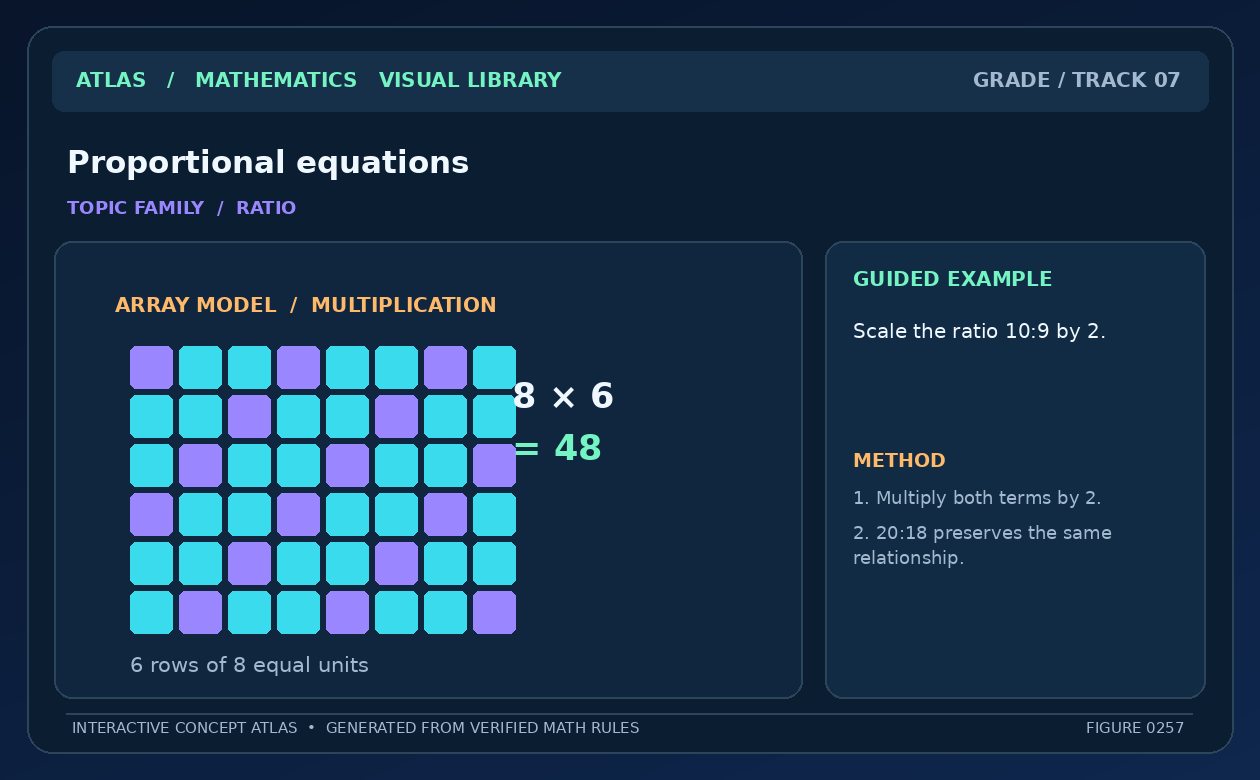 ATLAS / MATHEMATICS VISUAL LIBRARY
GRADE / TRACK 07
Proportional equations
TOPIC FAMILY / RATIO
ARRAY MODEL / MULTIPLICATION
8 × 6
= 48
6 rows of 8 equal units
GUIDED EXAMPLE
Scale the ratio 10:9 by 2.
METHOD
1. Multiply both terms by 2.
2. 20:18 preserves the same
relationship.
INTERACTIVE CONCEPT ATLAS • GENERATED FROM VERIFIED MATH RULES
FIGURE 0257